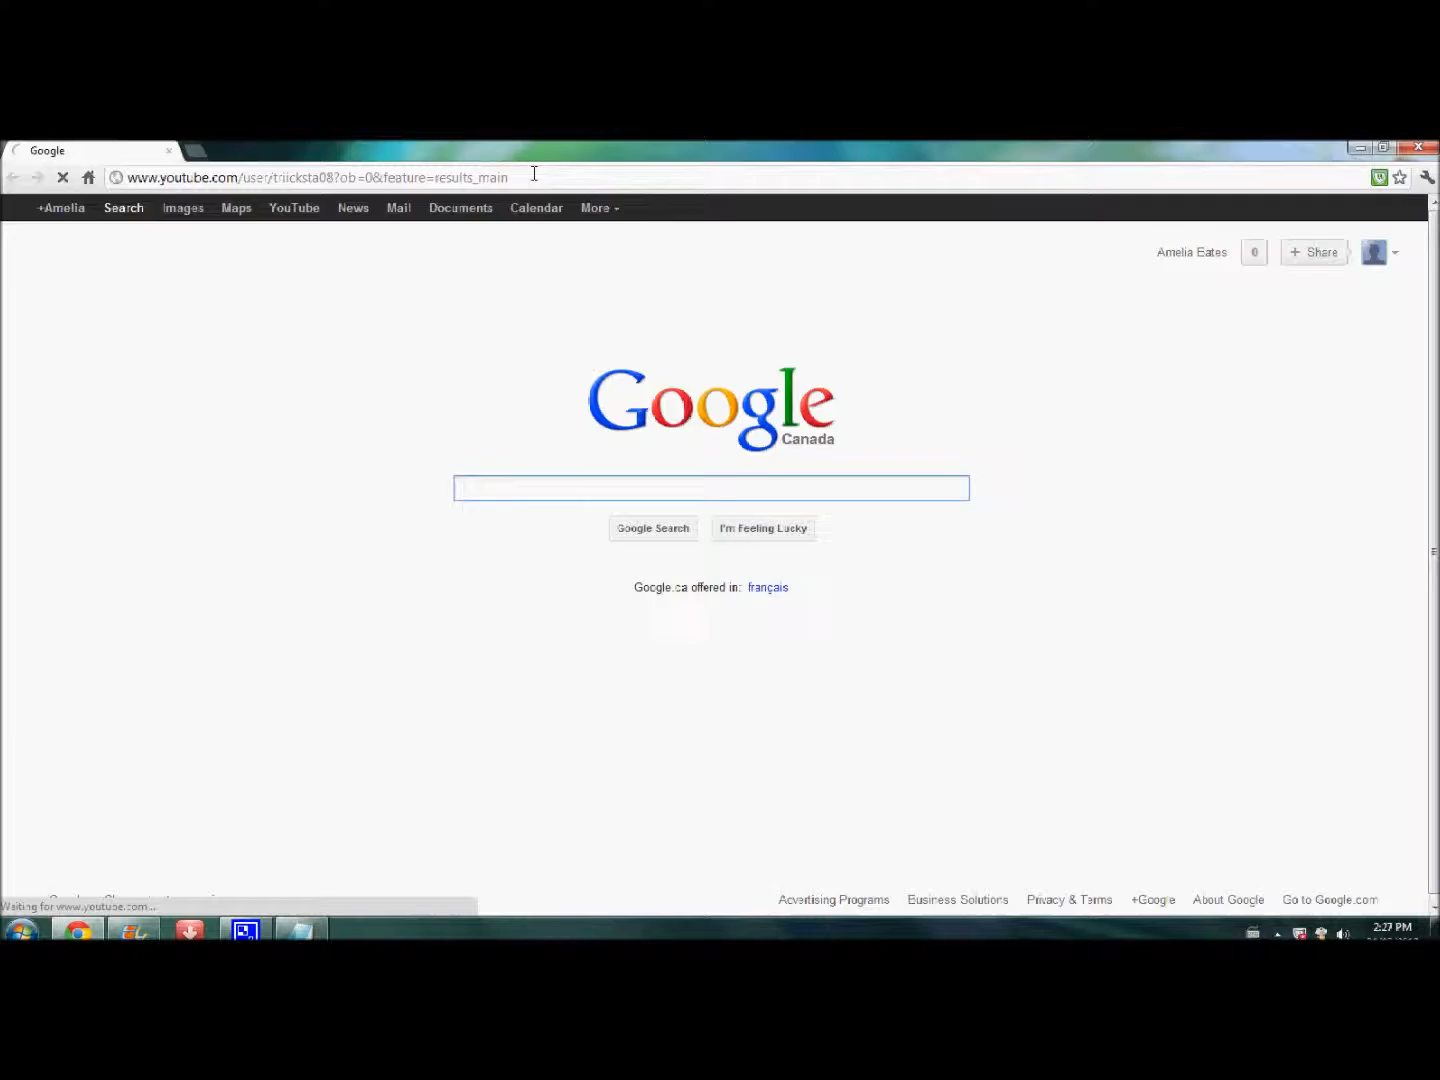 Google
www.youtube.com/user/triicksta08?ob=0&feature=results_main
+Amelia Search Images Maps YouTube News Mail Documents Calendar More
Amelia Eates 0 + Share
Google
Canada
Google Search I'm Feeling Lucky
Google.ca offered in: français
Advertising Programs Business Solutions Privacy & Terms +Google About Google Go to Google.com
Waiting for www.youtube.com...
2:27 PM